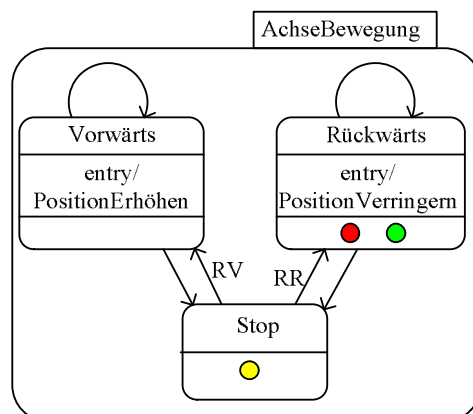 AchseBewegung
Vorwärts
entry/
PositionErhöhen
Rückwärts
entry/
PositionVerringern
RV
RR
Stop